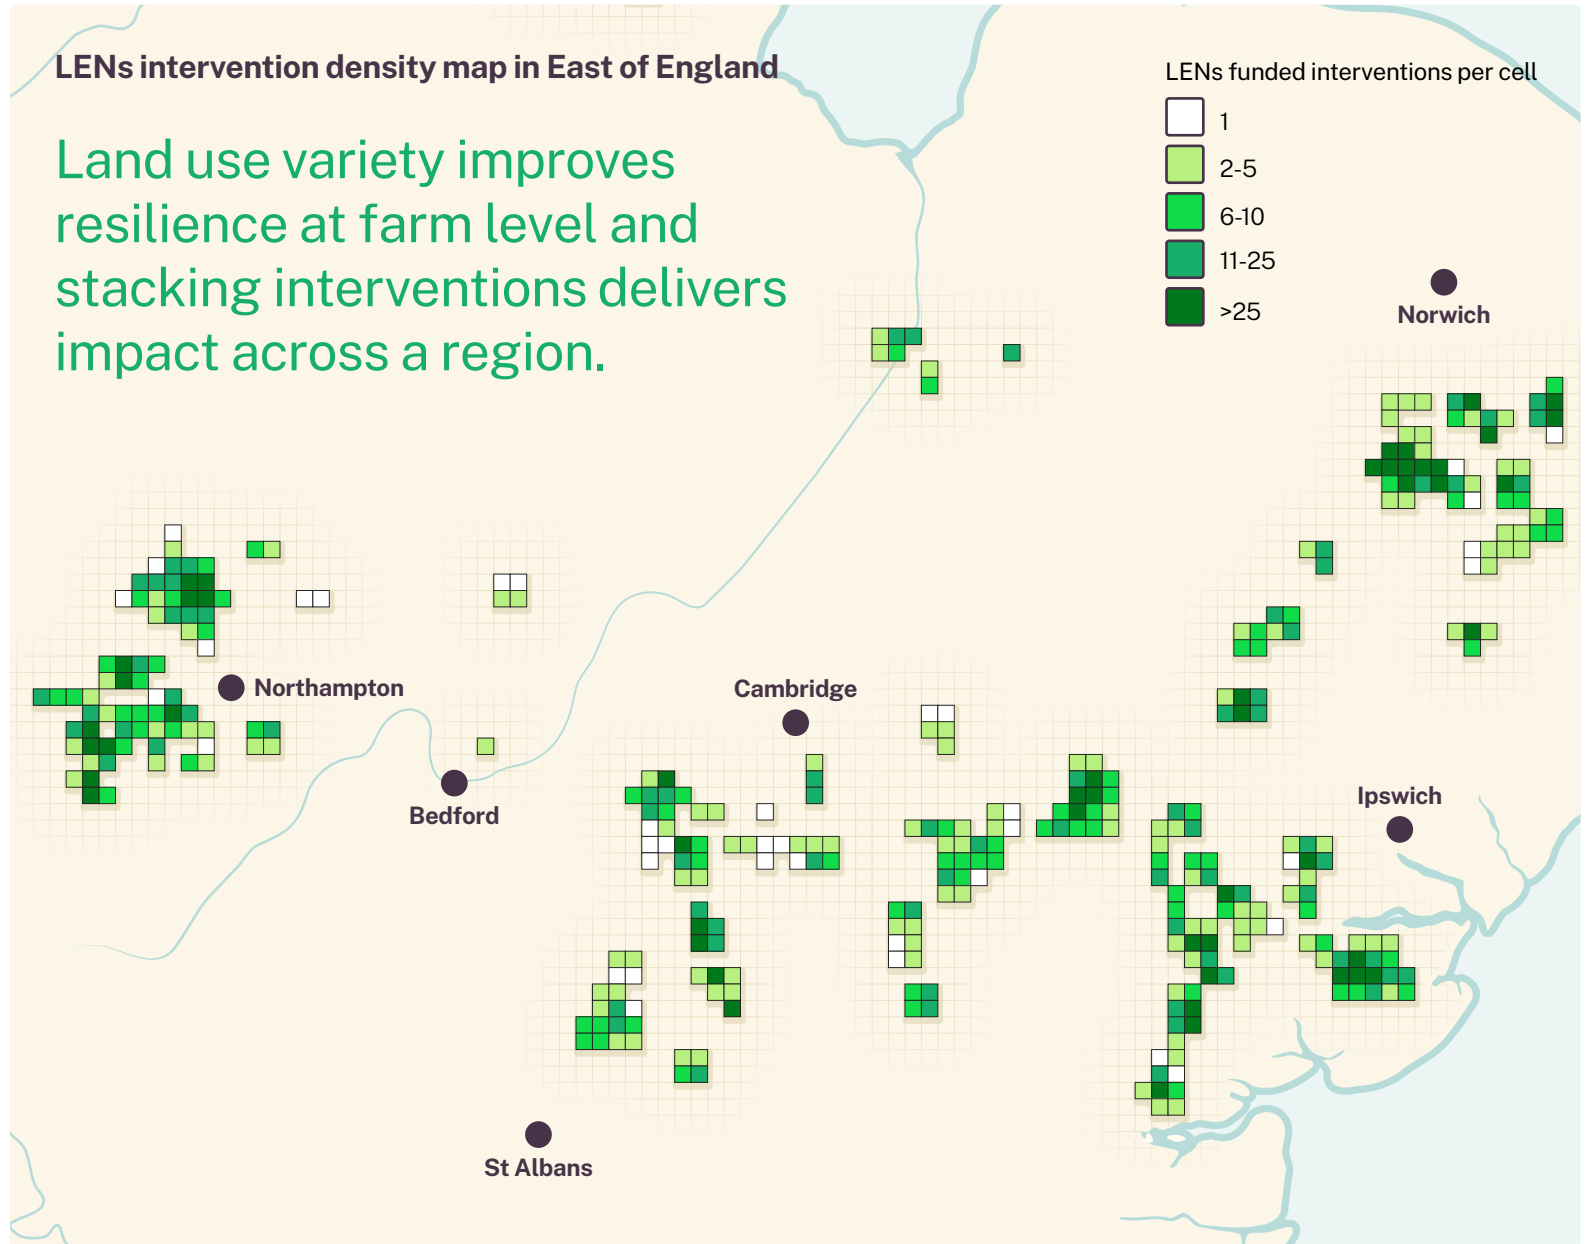 LENs intervention density map in East of England
Land use variety improves
resilience at farm level and
stacking interventions delivers
impact across a region.
LENs funded interventions per cell
1
2-5
6-10
11-25
>25
Norwich
Northampton
Cambridge
Bedford
Ipswich
St Albans